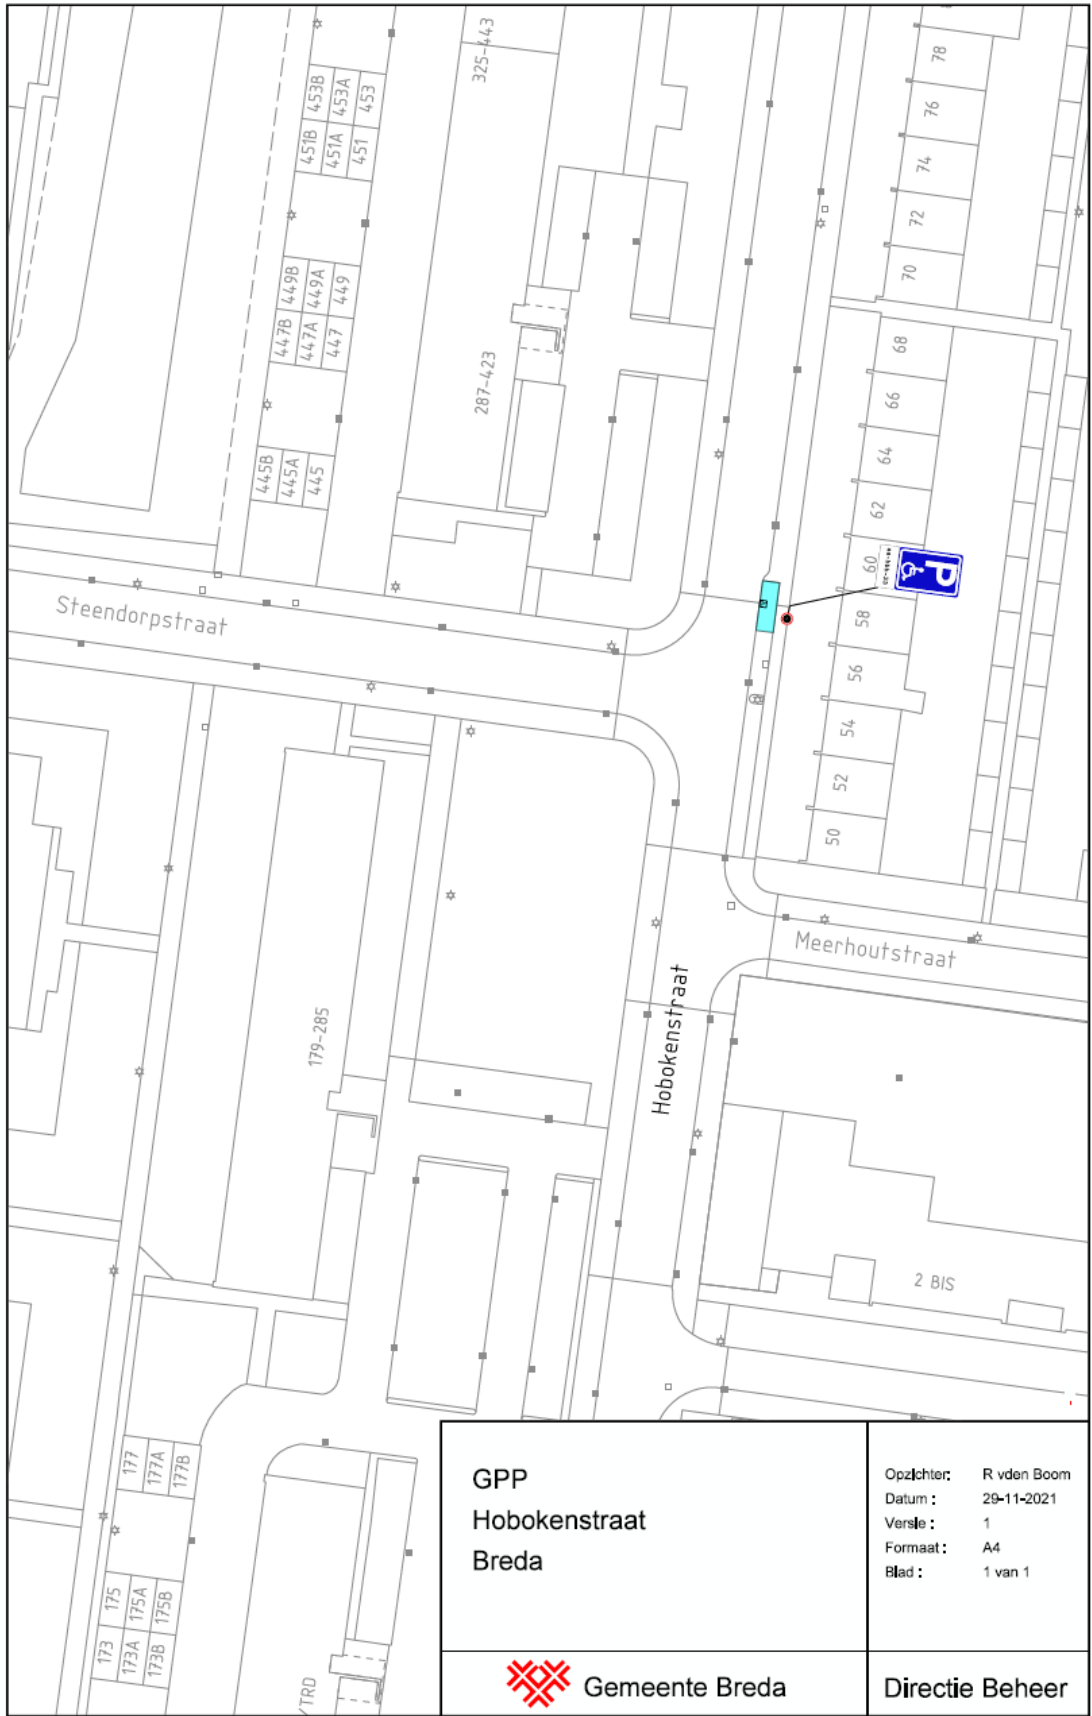 325-443
453B
453A
453
451B
451A
451
449B
449A
449
447B
447A
447
445B
445A
445
287-423
78
76
74
72
70
68
66
64
62
60
58
56
54
52
50
P
Steendorpstraat
Meerhoutstraat
Hobokenstraat
179-285
2 BIS
177
177A
177B
175
175A
175B
173
173A
173B
/TRD
GPP
Hobokenstraat
Breda
Opzichter: R vden Boom
Datum : 29-11-2021
Versie : 1
Formaat : A4
Blad : 1 van 1
Gemeente Breda
Directie Beheer